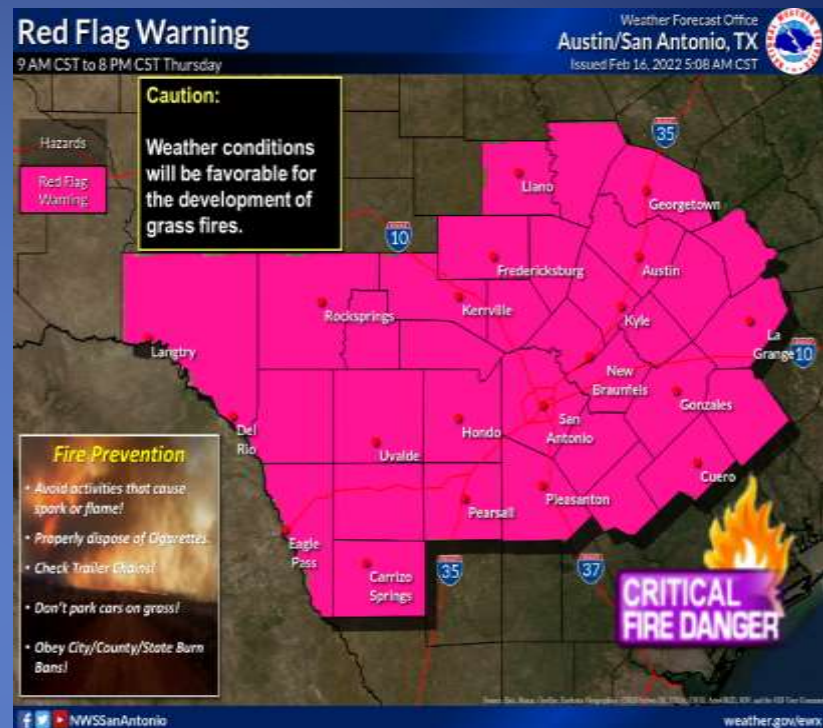 Red Flag Warning
Weather Forecast Office
Austin/San Antonio, TX
9 AM CST to 8 PM CST Thursday
Issued Feb 16, 2022 5:08 AM CST
Caution:
Weather conditions
will be favorable for
the development of
grass fires.
Hazards
Red Flag
Warning
35
Llano
Georgetown
10
Fredericksburg
Austin
Rocksprings
Kerrville
Kyle
Langtry
La
Grange
10
New
Braunfels
Gonzales
Del
Rio
Uvalde
Hondo
San
Antonio
Cuero
Pearsall
Pleasanton
Eagle
Pass
Carrizo
Springs
35
37
Fire Prevention
• Avoid activities that cause
spark or flame!
• Properly dispose of Cigarettes.
• Check Trailer Chains!
• Don't park cars on grass!
• Obey City/County/State Burn
Bans!
CRITICAL
FIRE DANGER
NWSSanAntonio
weather.gov/ewx